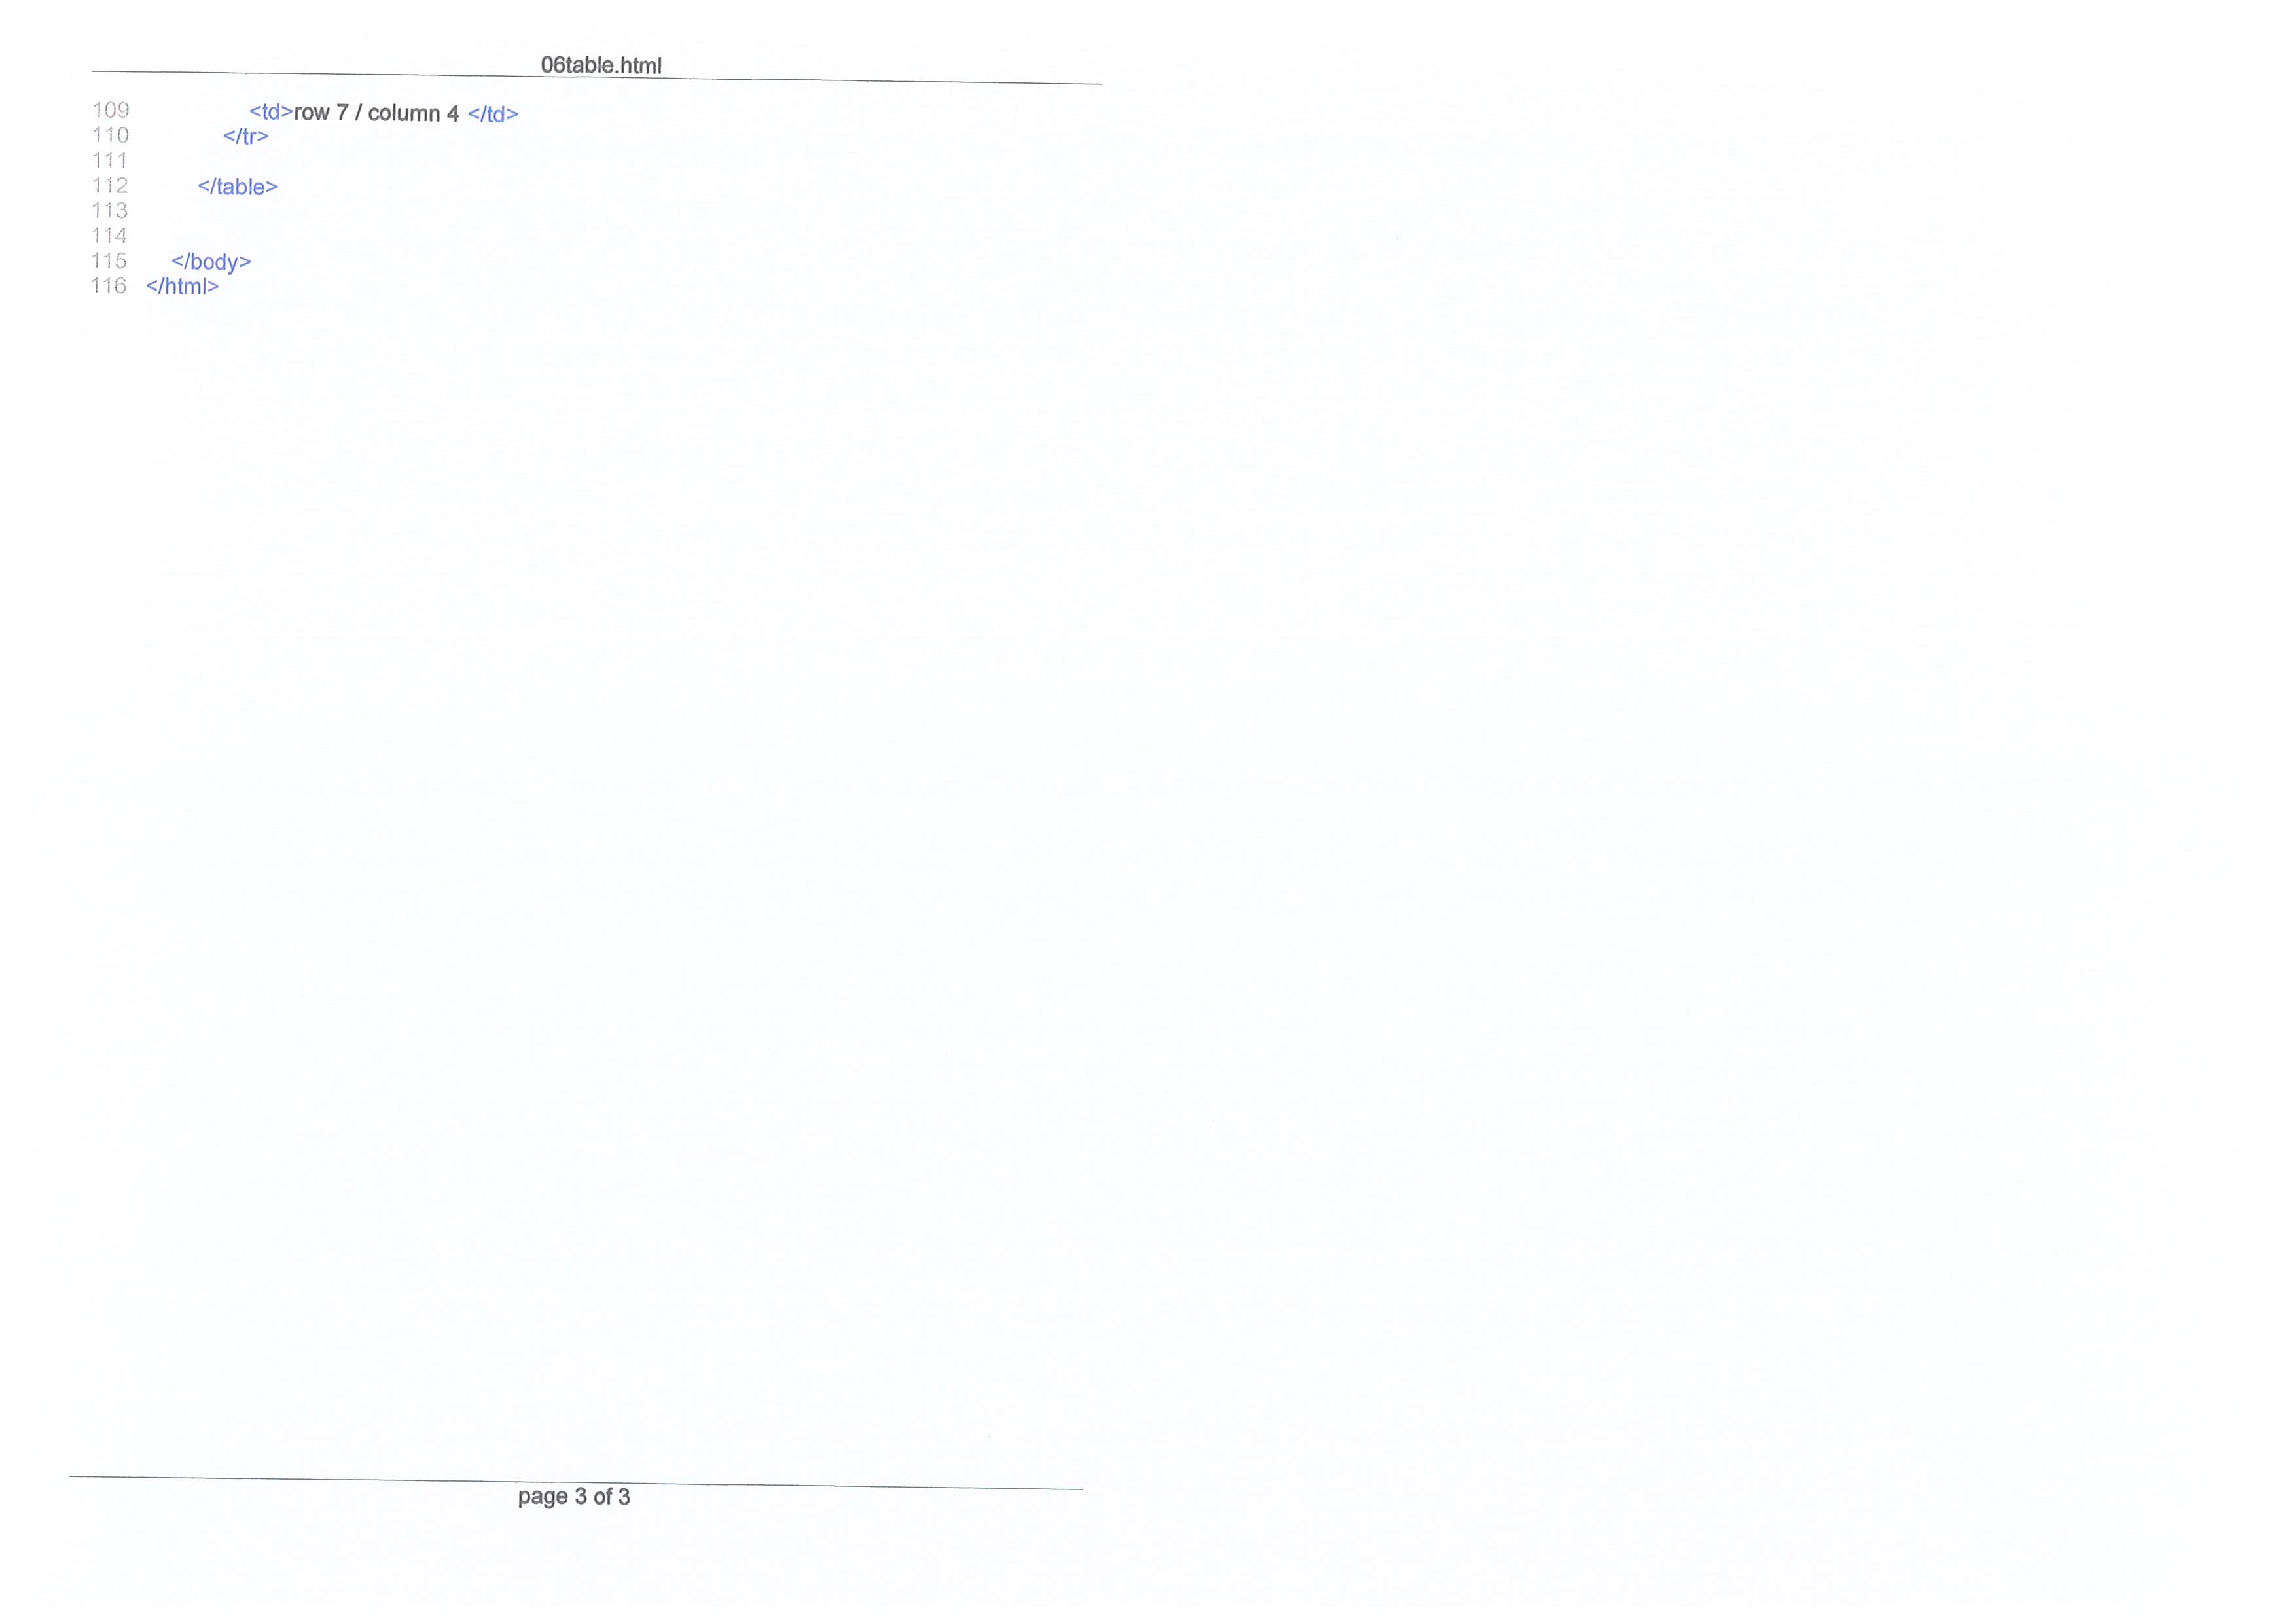 06table.html
109 <td>row 7 / column 4 </td>
110 </tr>
111
112 </table>
113
114
115 </body>
116 </html>
page 3 of 3